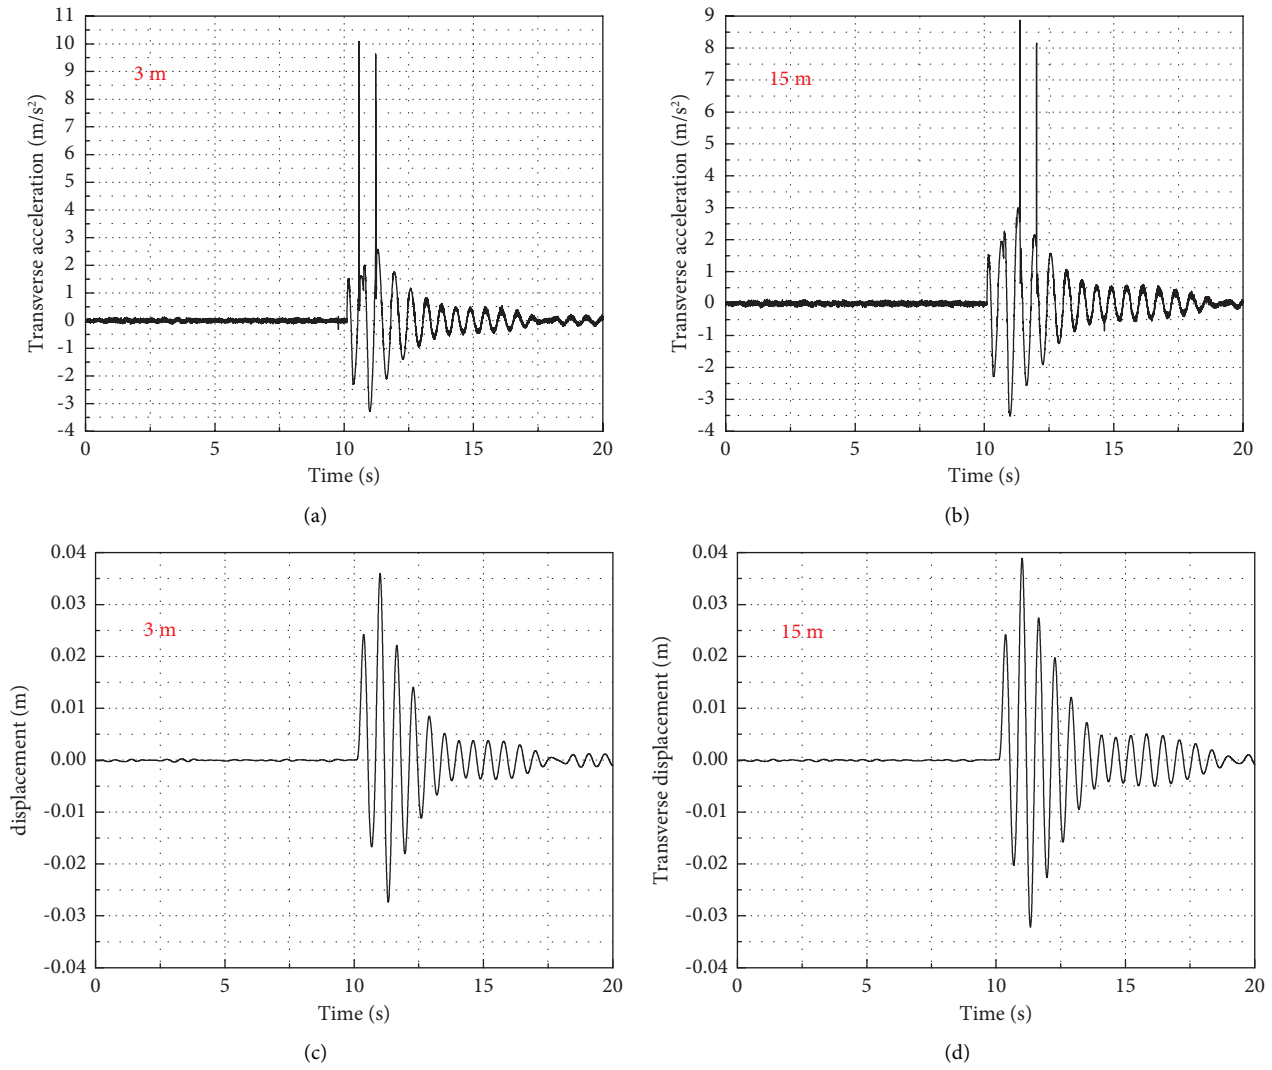 Transverse acceleration (m/s²)
11
10
9
8
7
6
5
4
3
2
1
0
-1
-2
-3
-4
3 m
0 5 10 15 20
Time (s)
(a)
Transverse acceleration (m/s²)
9
8
7
6
5
4
3
2
1
0
-1
-2
-3
-4
15 m
0 5 10 15 20
Time (s)
(b)
displacement (m)
0.04
0.03
0.02
0.01
0.00
-0.01
-0.02
-0.03
-0.04
3 m
0 5 10 15 20
Time (s)
(c)
Transverse displacement (m)
0.04
0.03
0.02
0.01
0.00
-0.01
-0.02
-0.03
-0.04
15 m
0 5 10 15 20
Time (s)
(d)